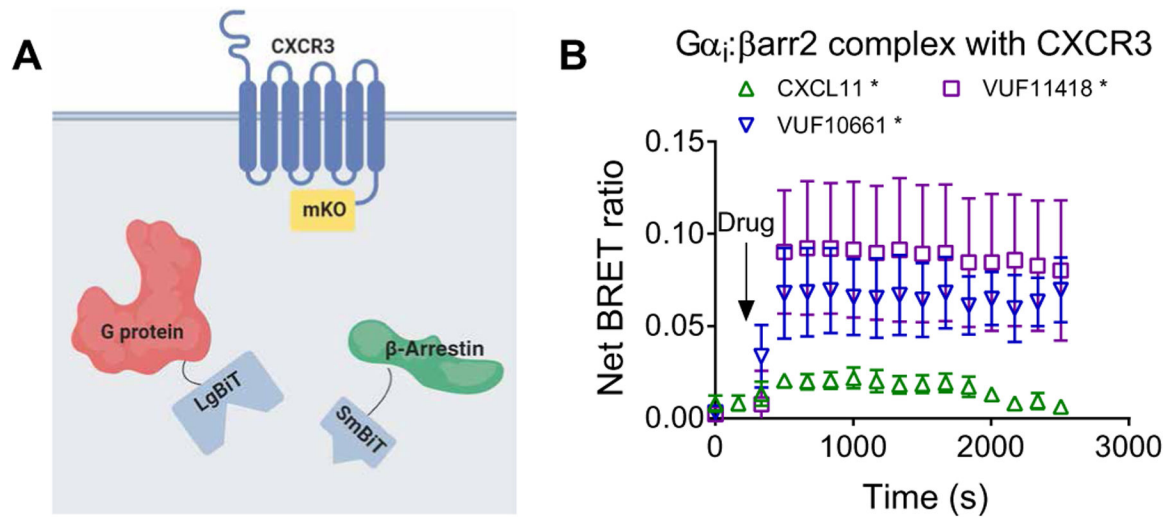 A
CXCR3
mKO
G protein
LgBiT
β-Arrestin
SmBiT
B
Gαi:βarr2 complex with CXCR3
CXCL11 *
VUF11418 *
VUF10661 *
Net BRET ratio
0.15
0.10
0.05
0.00
Drug
0
1000
2000
3000
Time (s)